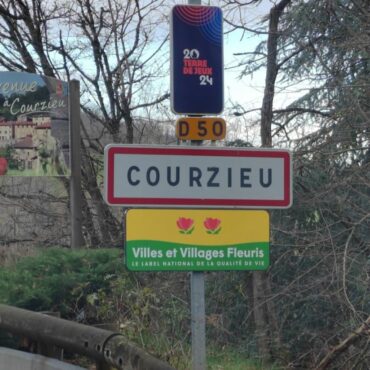 20
TERRE
DE JEUX
24
D 50
COURZIEU
Villes et Villages Fleuris
LE LABEL NATIONAL DE LA QUALITÉ DE VIE
venue
à Courzieu